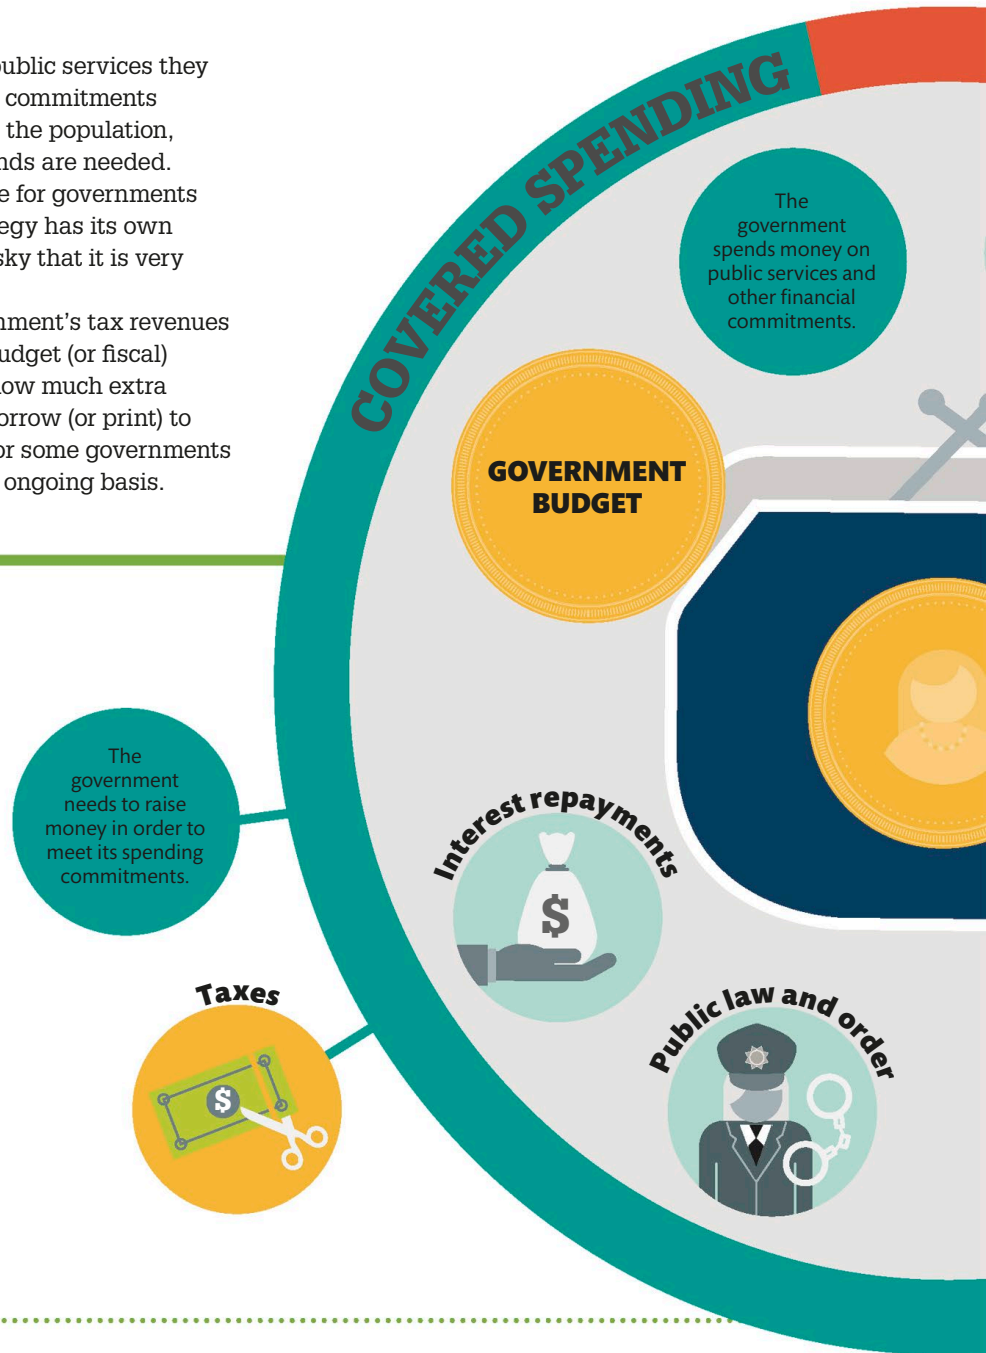 public services they
commitments
the population,
nds are needed.
e for governments
egy has its own
sky that it is very
nment's tax revenues
udget (or fiscal)
how much extra
orrow (or print) to
or some governments
ongoing basis.
COVERED SPENDING
The
government
spends money on
public services and
other financial
commitments.
GOVERNMENT
BUDGET
The
government
needs to raise
money in order to
meet its spending
commitments.
Interest repayments
$
Taxes
$
Public law and order